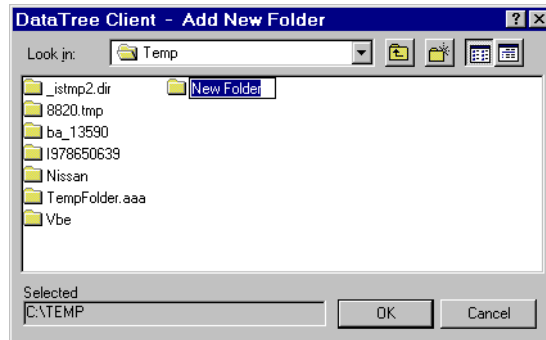 DataTree Client - Add New Folder
Look in: Temp
_istmp2.dir New Folder
8820.tmp
ba_13590
I978650639
Nissan
TempFolder.aaa
Vbe
Selected
C:\TEMP
OK Cancel